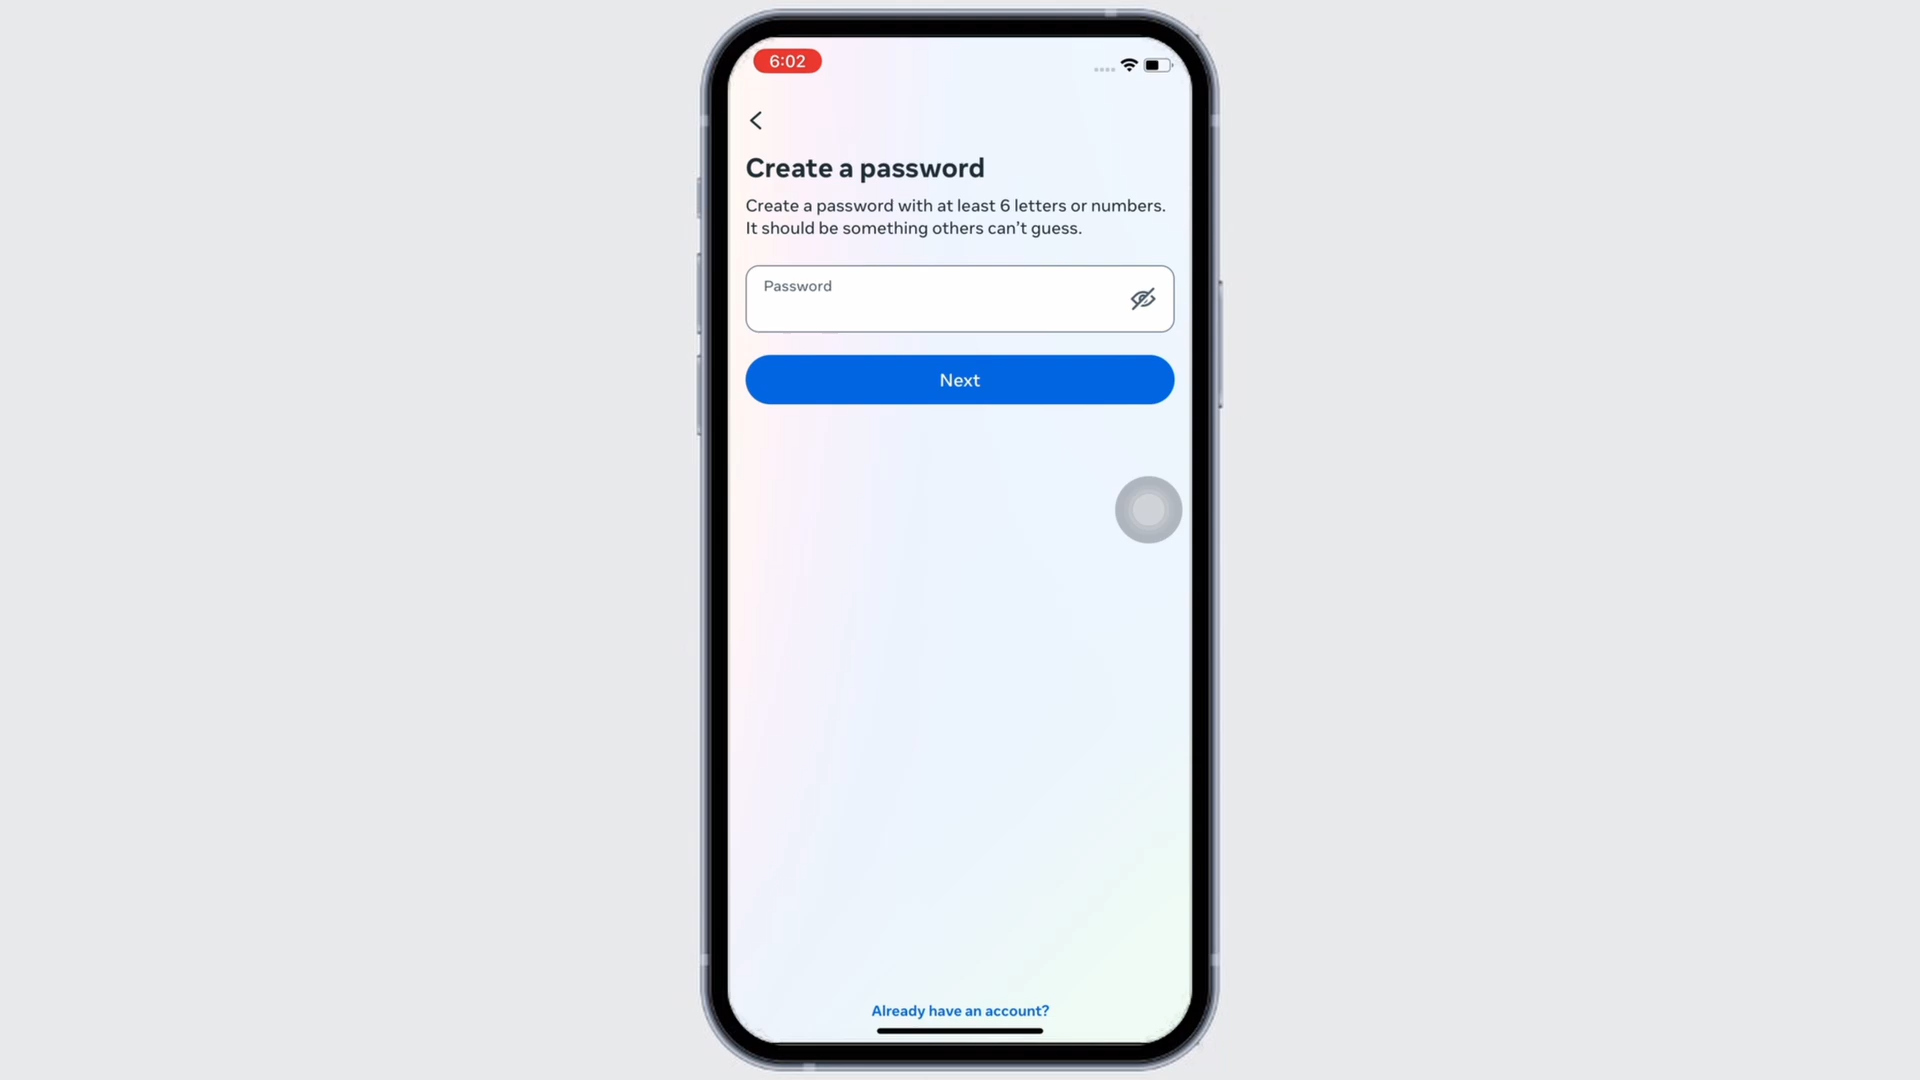 6:02
Create a password
Create a password with at least 6 letters or numbers.
It should be something others can’t guess.
Password
Next
Already have an account?